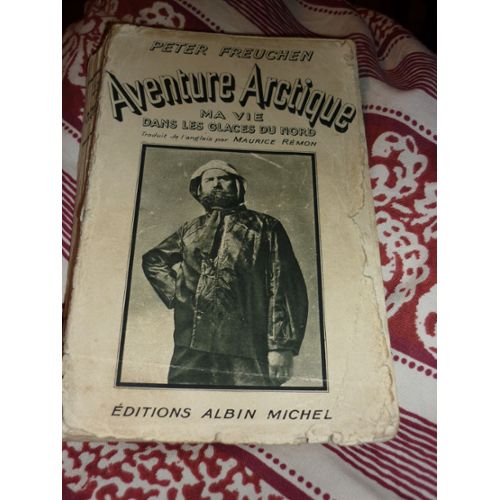 PETER FREUCHEN
Aventure Arctique
MA VIE
DANS LES GLACES DU NORD
Traduit de l'anglais par MAURICE RÉMON
ÉDITIONS ALBIN MICHEL